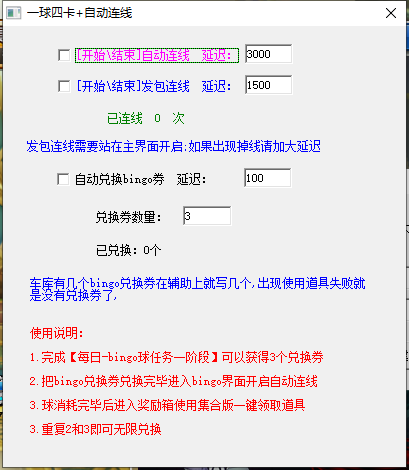 一球四卡+自动连线
[开始\结束]自动连线 延迟: 3000
[开始\结束]发包连线 延迟: 1500
已连线 0 次
发包连线需要站在主界面开启;如果出现掉线请加大延迟
自动兑换bingo券 延迟: 100
兑换券数量: 3
已兑换：0个
车库有几个bingo兑换券在辅助上就写几个,出现使用道具失败就
是没有兑换券了,
使用说明:
1.完成【每日-bingo球任务一阶段】可以获得3个兑换券
2.把bingo兑换券兑换完毕进入bingo界面开启自动连线
3.球消耗完毕后进入奖励箱使用集合版一键领取道具
3.重复2和3即可无限兑换